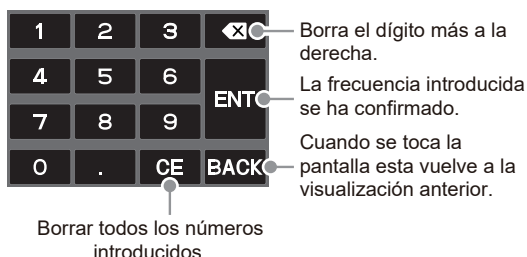 1 2 3
Borra el dígito más a la
derecha.
4 5 6 ENT
La frecuencia introducida
se ha confirmado.
7 8 9
Cuando se toca la
pantalla esta vuelve a la
visualización anterior.
0 . CE BACK
Borrar todos los números
introducidos